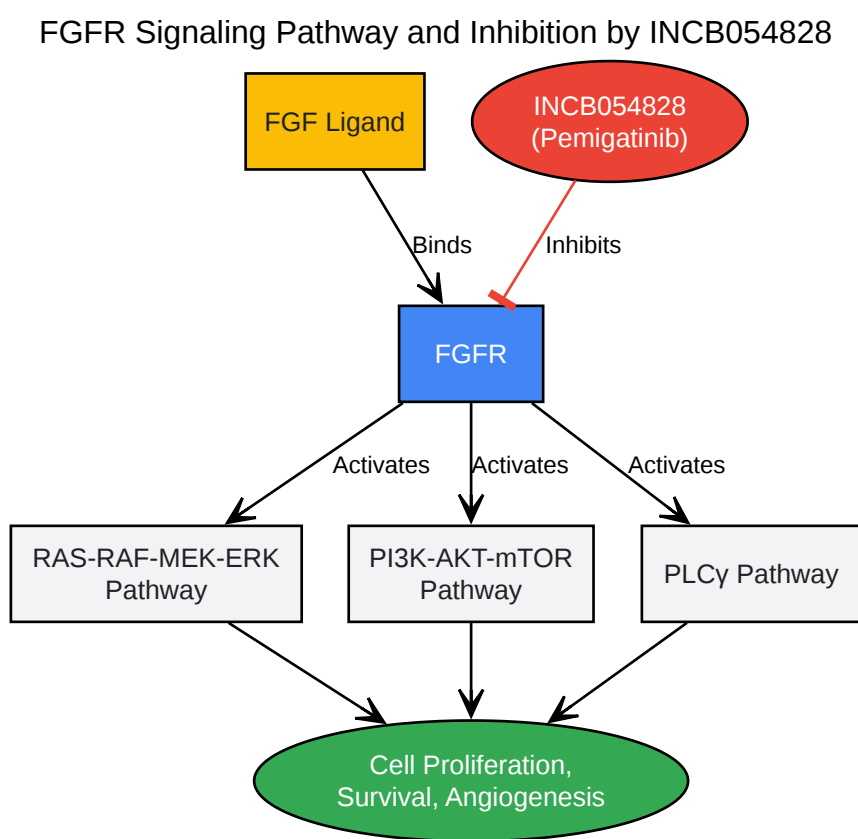 FGFR Signaling Pathway and Inhibition by INCB054828
FGF Ligand
INCB054828
(Pemigatinib)
Binds
Inhibits
FGFR
Activates
Activates
Activates
RAS-RAF-MEK-ERK
Pathway
PI3K-AKT-mTOR
Pathway
PLCγ Pathway
Cell Proliferation,
Survival, Angiogenesis